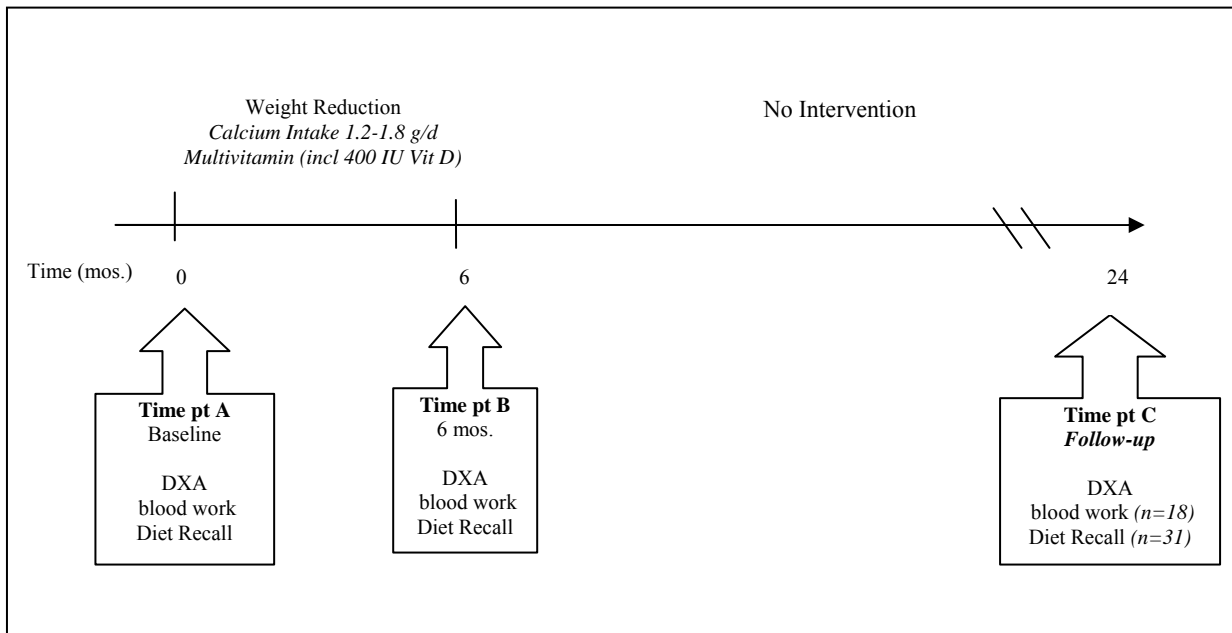 Weight Reduction
Calcium Intake 1.2-1.8 g/d
Multivitamin (incl 400 IU Vit D)
No Intervention
Time (mos.)
0
6
24
Time pt A
Baseline
DXA
blood work
Diet Recall
Time pt B
6 mos.
DXA
blood work
Diet Recall
Time pt C
Follow-up
DXA
blood work (n=18)
Diet Recall (n=31)